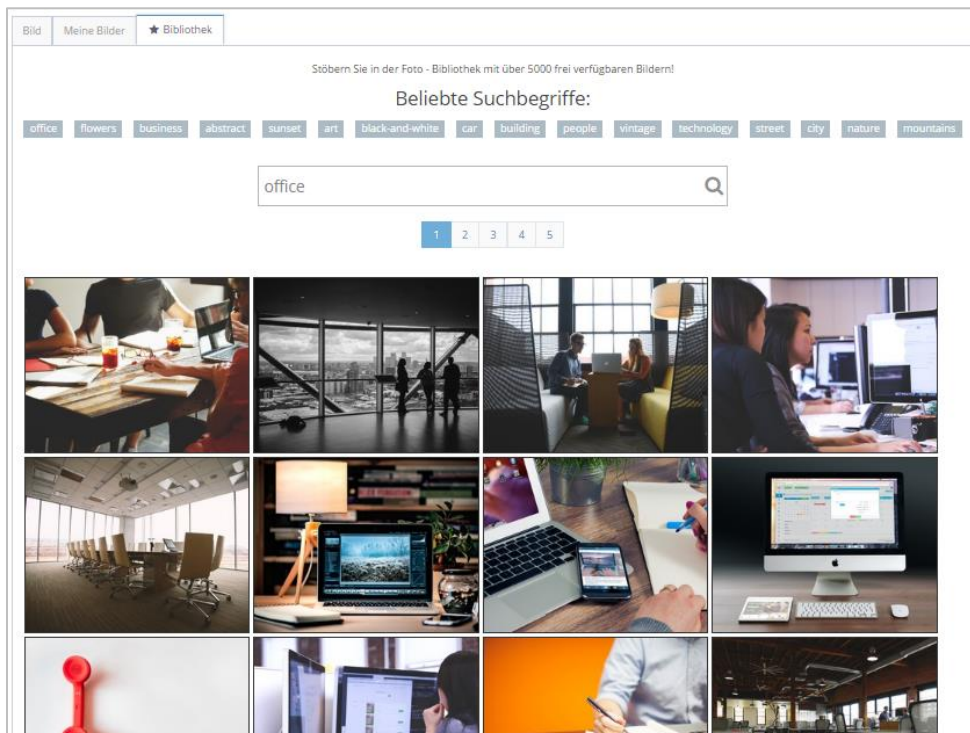 Bild Meine Bilder ★ Bibliothek
Stöbern Sie in der Foto - Bibliothek mit über 5000 frei verfügbaren Bildern!
Beliebte Suchbegriffe:
office flowers business abstract sunset art black-and-white car building people vintage technology street city nature mountains
office
1 2 3 4 5